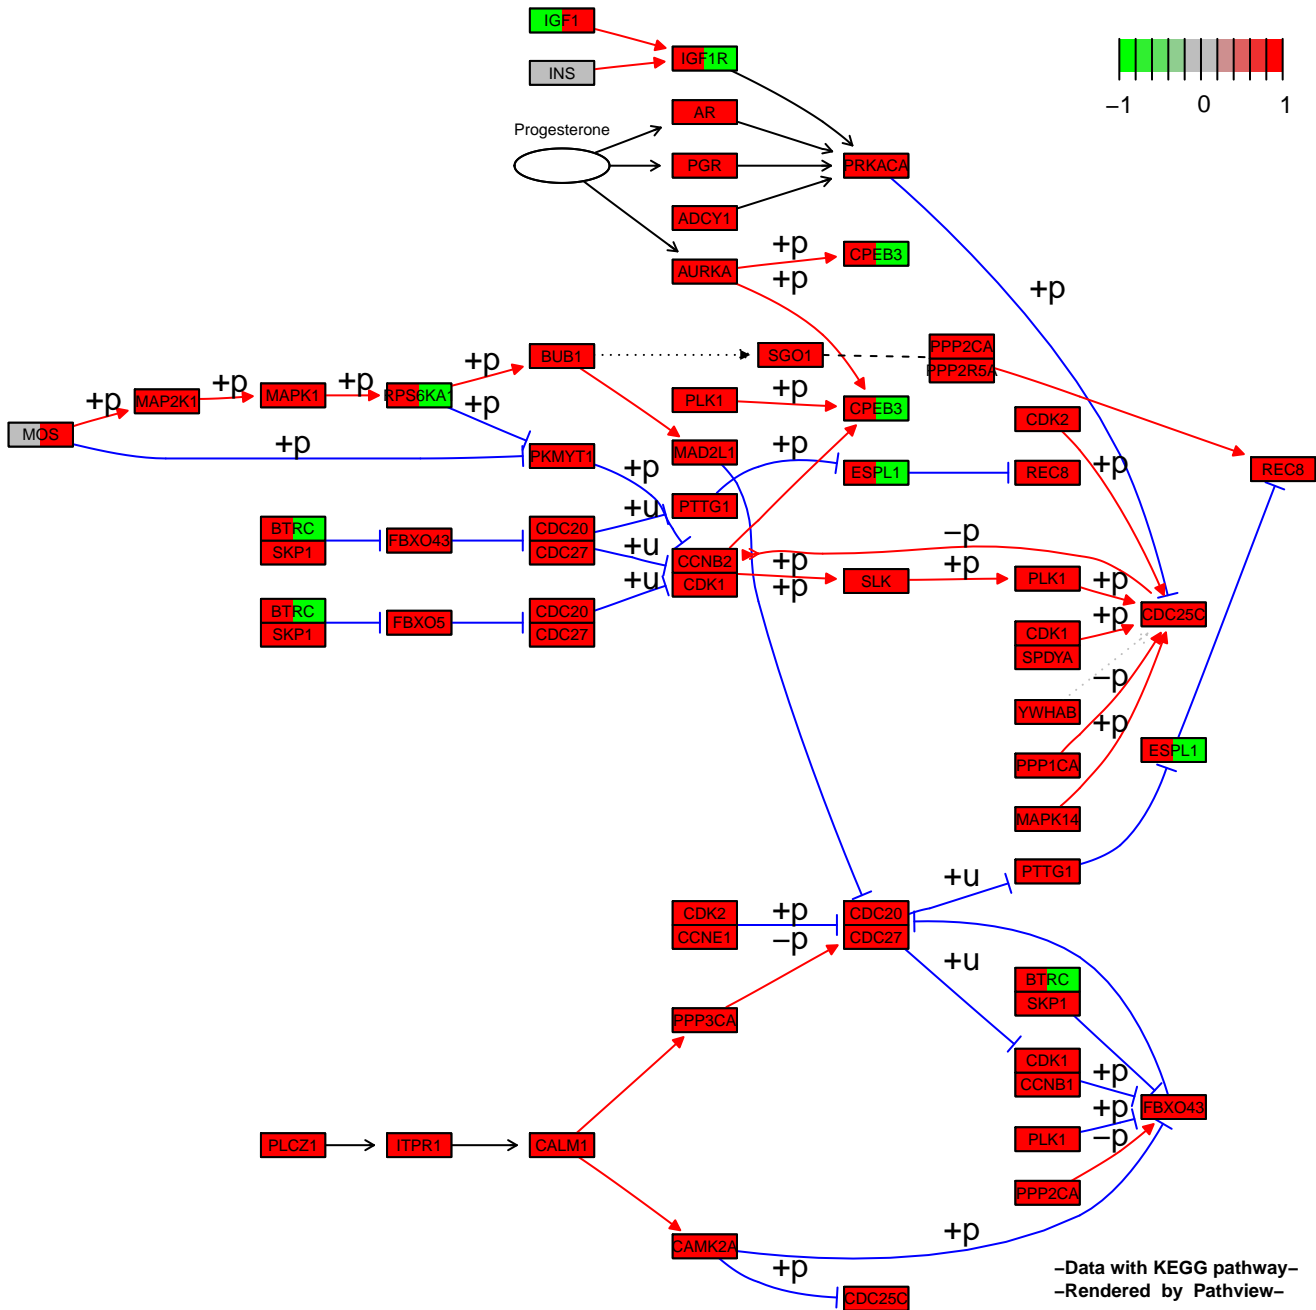 IGF1
−1 0 1
INS
IGF1R
AR
Progesterone
PGR
PRKACA
ADCY1
AURKA
+p
CPEB3
+p
+p
BUB1
SGO1
PPP2CA
PPP2R5A
MOS
+p
MAP2K1
+p
MAPK1
+p
RPS6KA1
+p
+p
PLK1
+p
CPEB3
CDK2
+p
+p
PKMYT1
MAD2L1
+p
ESPL1
REC8
REC8
+p
PTTG1
BTRC
SKP1
FBXO43
CDC20
CDC27
+u
+u
+u
CCNB2
CDK1
−p
+p
+p
SLK
+p
PLK1
+p
CDC25C
BTRC
SKP1
FBXO5
CDC20
CDC27
CDK1
SPDYA
+p
−p
YWHAB
+p
PPP1CA
ESPL1
MAPK14
PTTG1
+u
CDK2
CCNE1
+p
−p
CDC20
CDC27
+u
BTRC
SKP1
PPP3CA
CDK1
CCNB1
+p
FBXO43
+p
PLCZ1
ITPR1
CALM1
PLK1
−p
PPP2CA
CAMK2A
+p
+p
CDC25C
−Data with KEGG pathway−
−Rendered by Pathview−